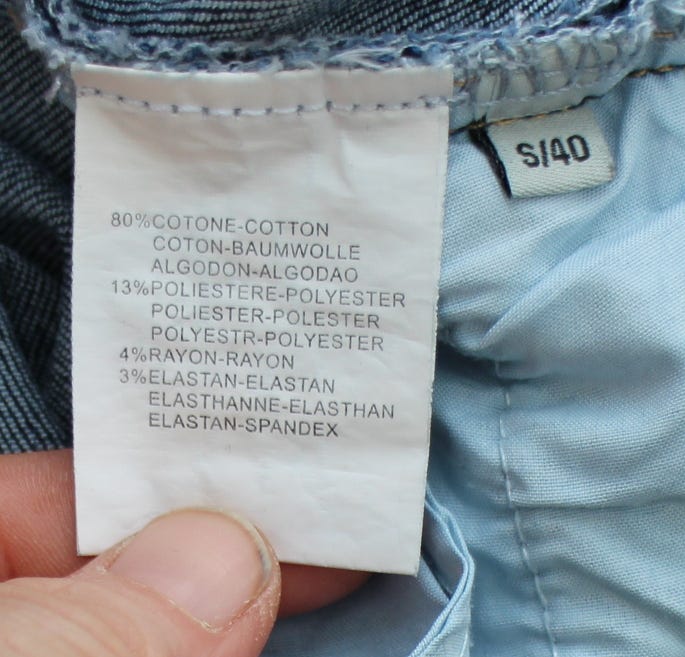 S/40
80%COTONE-COTTON
COTON-BAUMWOLLE
ALGODON-ALGODAO
13%POLIESTERE-POLYESTER
POLIESTER-POLESTER
POLYESTR-POLYESTER
4%RAYON-RAYON
3%ELASTAN-ELASTAN
ELASTHANNE-ELASTHAN
ELASTAN-SPANDEX